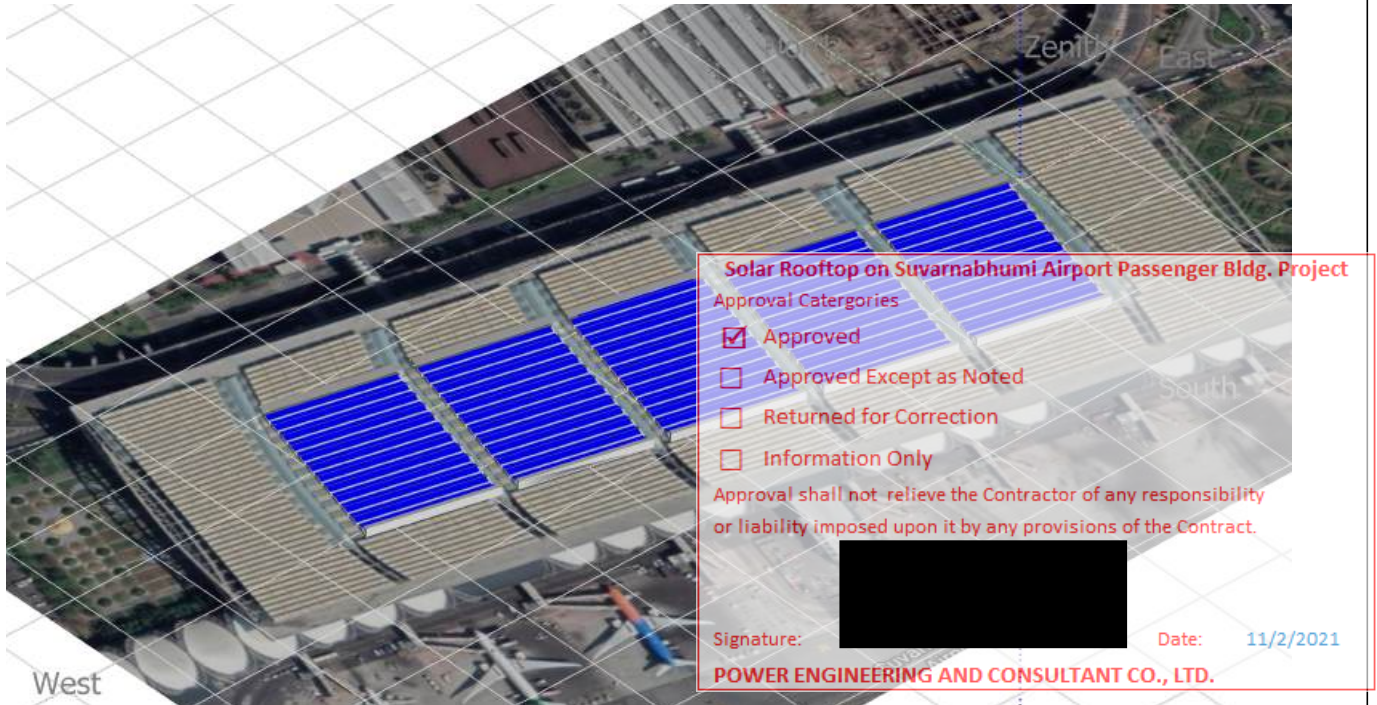 Zenith
East
Solar Rooftop on Suvarnabhumi Airport Passenger Bldg. Project
Approval Catergories
Approved
Approved Except as Noted
South
Returned for Correction
Information Only
Approval shall not relieve the Contractor of any responsibility
or liability imposed upon it by any provisions of the Contract.
Signature:
Date: 11/2/2021
West
POWER ENGINEERING AND CONSULTANT CO., LTD.